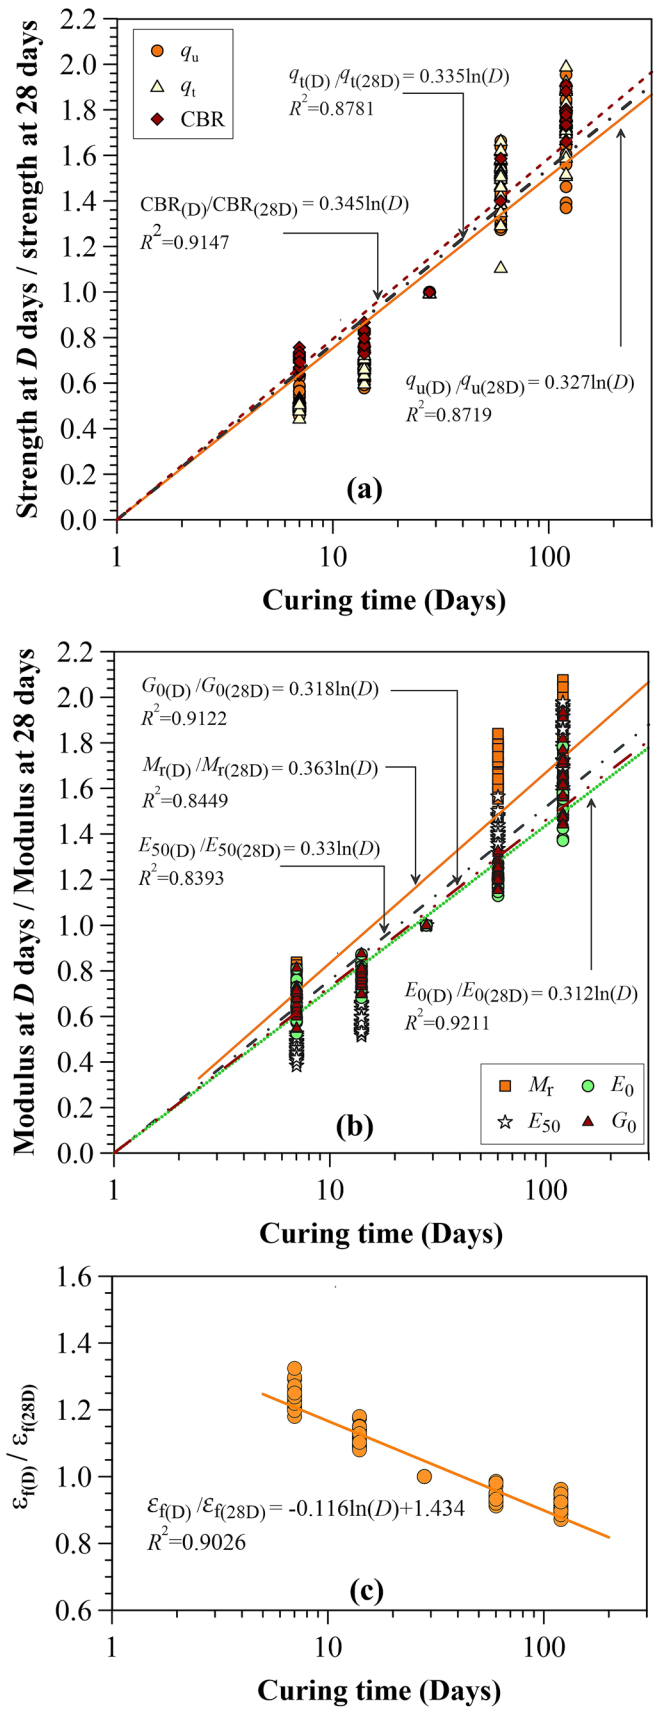 Strength at D days / strength at 28 days
2.2
2.0
1.8
1.6
1.4
1.2
1.0
0.8
0.6
0.4
0.2
0.0
qu
qt
CBR
qt(D) /qt(28D) = 0.335ln(D)
R²=0.8781
CBR(D)/CBR(28D) = 0.345ln(D)
R²=0.9147
qu(D) /qu(28D) = 0.327ln(D)
R²=0.8719
(a)
1 10 100
Curing time (Days)
Modulus at D days / Modulus at 28 days
2.2
2.0
1.8
1.6
1.4
1.2
1.0
0.8
0.6
0.4
0.2
0.0
G0(D) /G0(28D) = 0.318ln(D)
R²=0.9122
Mr(D) /Mr(28D) = 0.363ln(D)
R²=0.8449
E50(D) /E50(28D) = 0.33ln(D)
R²=0.8393
E0(D) /E0(28D) = 0.312ln(D)
R²=0.9211
Mr E0
E50 G0
(b)
1 10 100
Curing time (Days)
εf(D) / εf(28D)
1.6
1.4
1.2
1.0
0.8
0.6
εf(D) /εf(28D) = -0.116ln(D)+1.434
R²=0.9026
(c)
1 10 100
Curing time (Days)